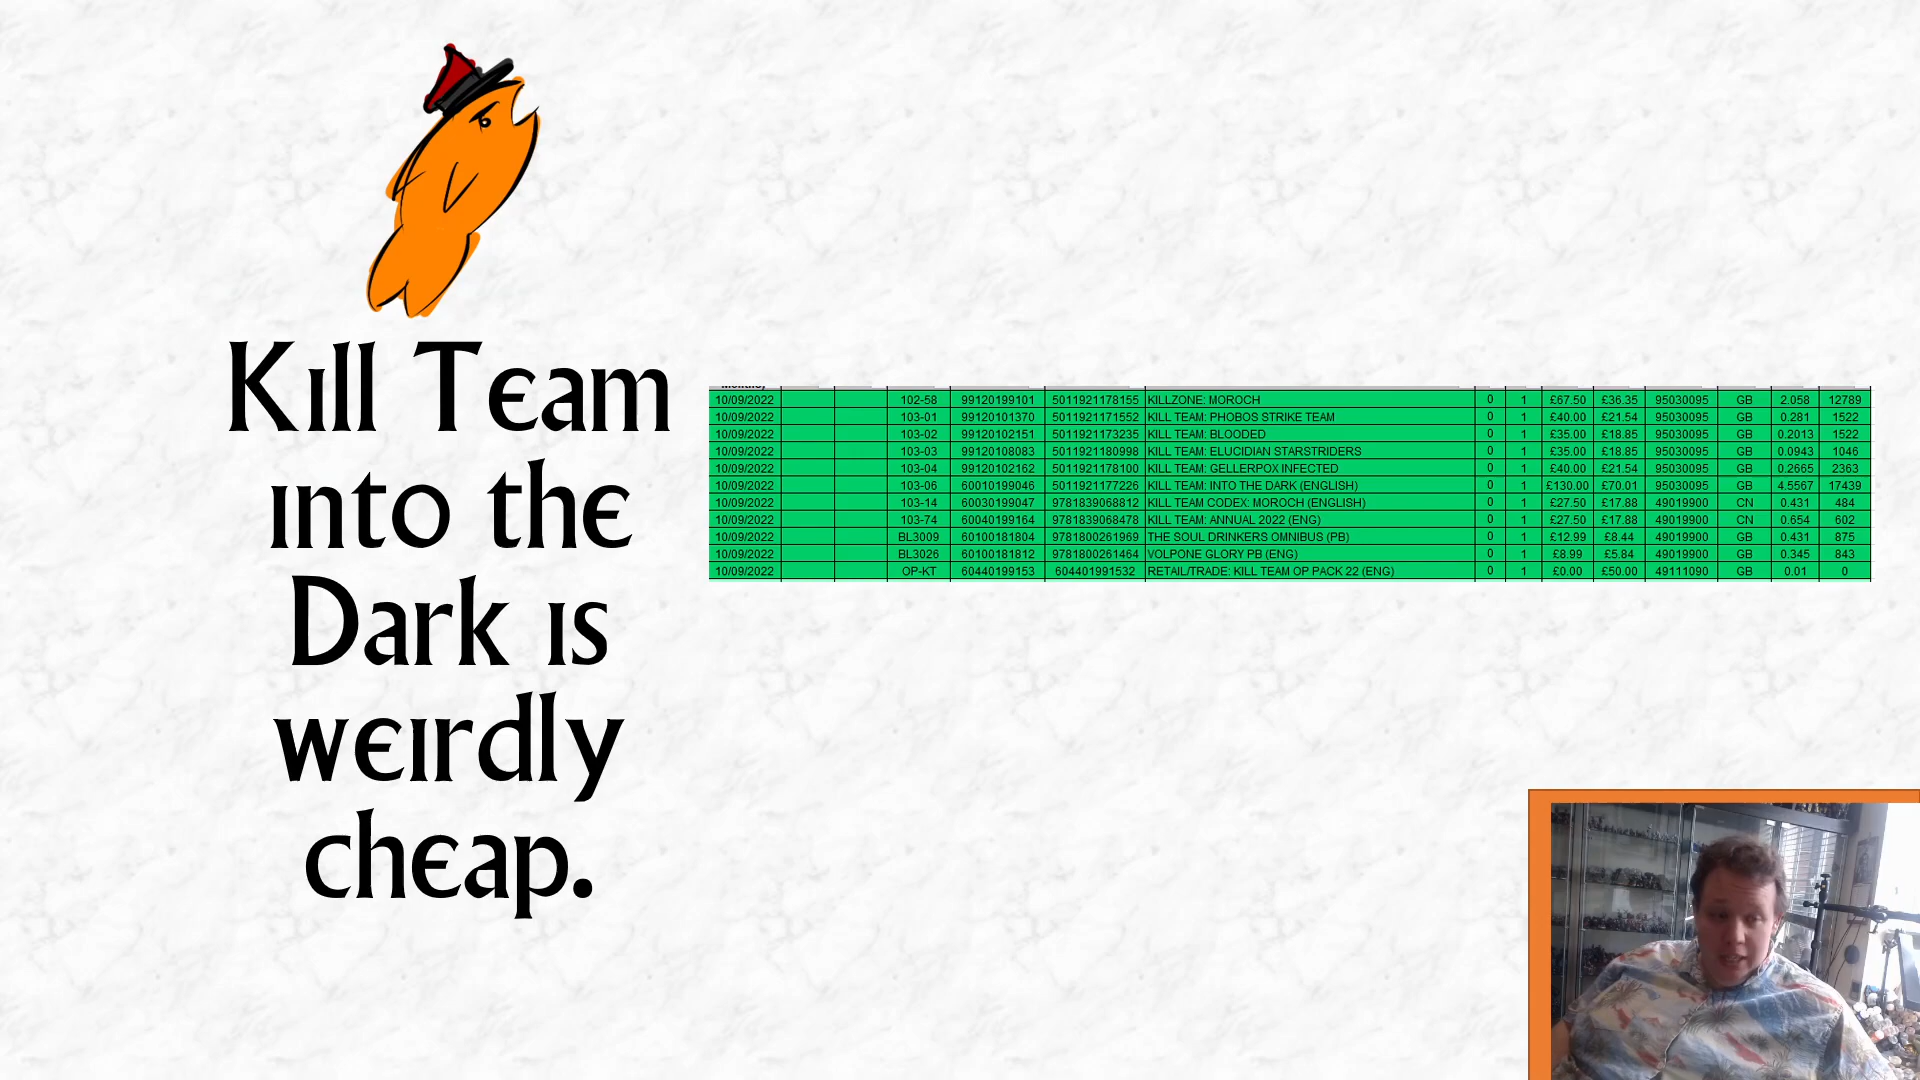 Kill Team
into the
Dark is
weirdly
cheap.
10/09/2022 102-58 99120199101 5011921178155 KILLZONE: MOROCH 0 1 £67.50 £36.35 95030095 GB 2.058 12789
10/09/2022 103-01 99120101370 5011921171552 KILL TEAM: PHOBOS STRIKE TEAM 0 1 £40.00 £21.54 95030095 GB 0.281 1522
10/09/2022 103-02 99120102151 5011921173235 KILL TEAM: BLOODED 0 1 £35.00 £18.85 95030095 GB 0.2013 1522
10/09/2022 103-03 99120108083 5011921180998 KILL TEAM: ELUCIDIAN STARSTRIDERS 0 1 £35.00 £18.85 95030095 GB 0.0943 1046
10/09/2022 103-04 99120102162 5011921178100 KILL TEAM: GELLERPOX INFECTED 0 1 £40.00 £21.54 95030095 GB 0.2665 2363
10/09/2022 103-06 60010199046 5011921177226 KILL TEAM: INTO THE DARK (ENGLISH) 0 1 £130.00 £70.01 95030095 GB 4.5567 17439
10/09/2022 103-14 60030199047 9781839068812 KILL TEAM CODEX: MOROCH (ENGLISH) 0 1 £27.50 £17.88 49019900 CN 0.431 484
10/09/2022 103-74 60040199164 9781839068478 KILL TEAM: ANNUAL 2022 (ENG) 0 1 £27.50 £17.88 49019900 CN 0.654 602
10/09/2022 BL3009 60100181804 9781800261969 THE SOUL DRINKERS OMNIBUS (PB) 0 1 £12.99 £8.44 49019900 GB 0.431 875
10/09/2022 BL3026 60100181812 9781800261464 VOLPONE GLORY PB (ENG) 0 1 £8.99 £5.84 49019900 GB 0.345 843
10/09/2022 OP-KT 60440199153 604401991532 RETAIL/TRADE: KILL TEAM OP PACK 22 (ENG) 0 1 £0.00 £50.00 49111090 GB 0.01 0